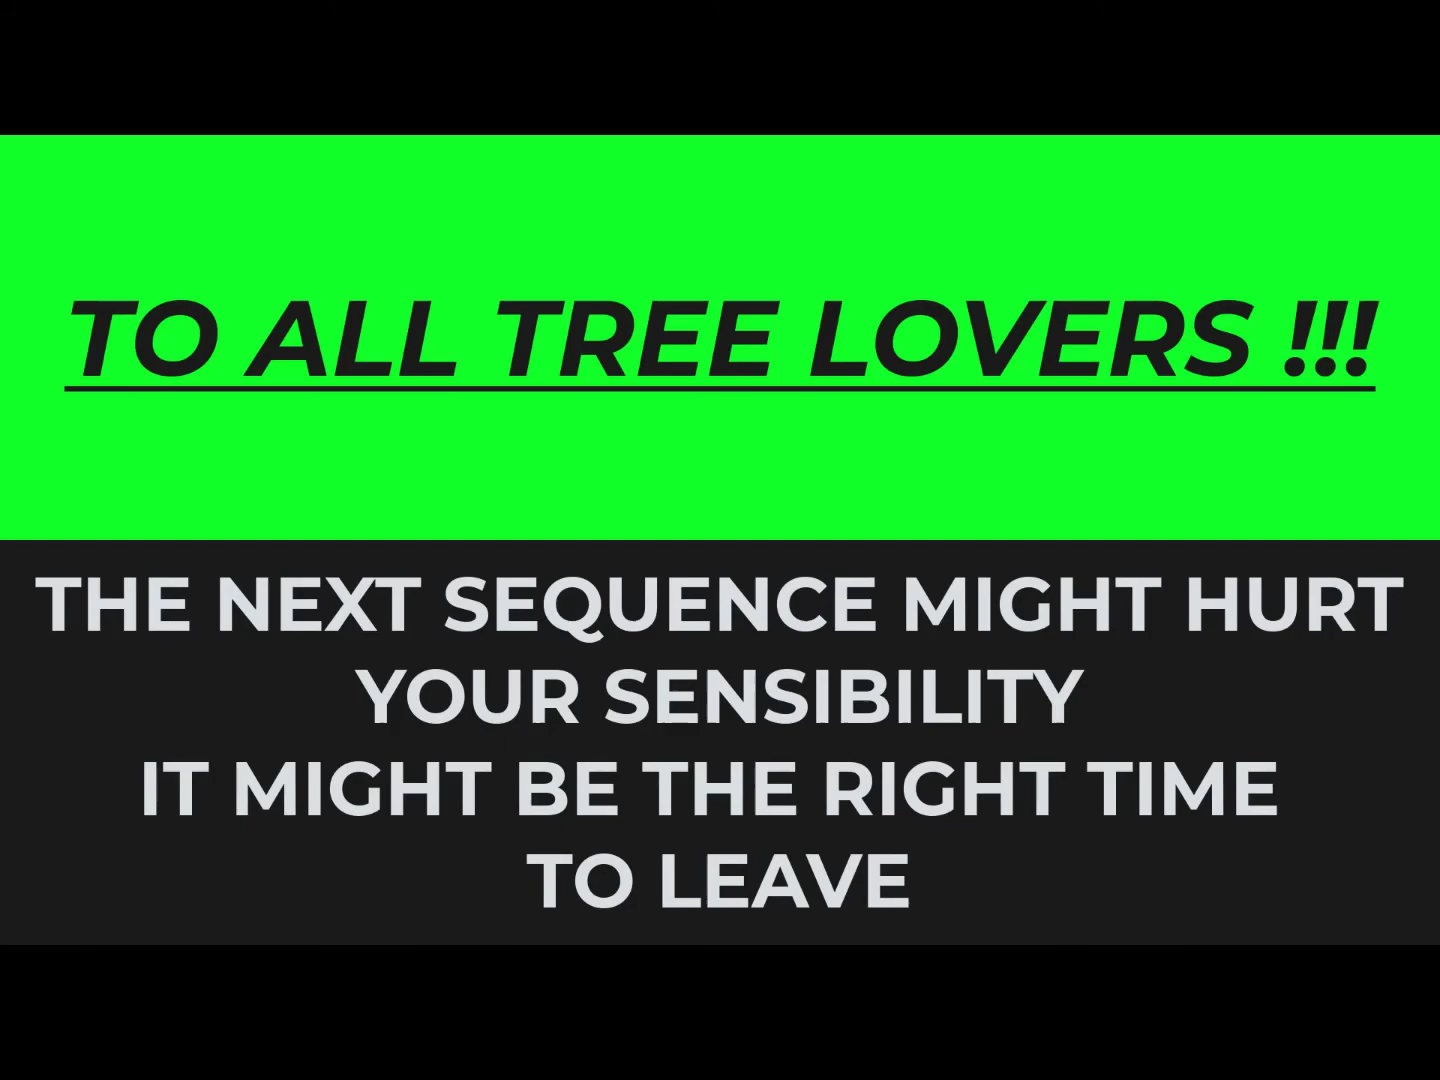 TO ALL TREE LOVERS !!!
THE NEXT SEQUENCE MIGHT HURT
YOUR SENSIBILITY
IT MIGHT BE THE RIGHT TIME
TO LEAVE